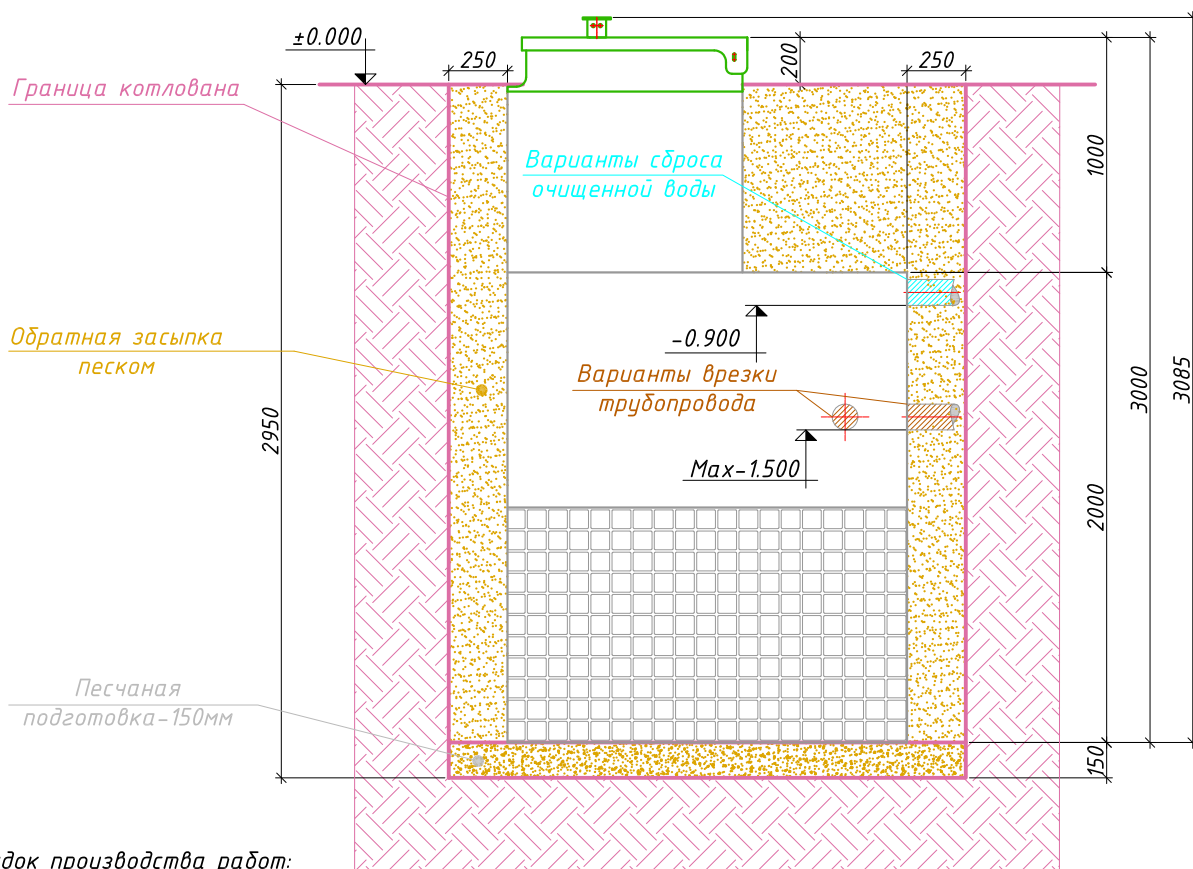 ±0.000
250
200
250
Граница котлована
1000
Варианты сброса
очищенной воды
-0.900
Обратная засыпка
песком
Варианты врезки
трубопровода
3000
3085
2950
Max-1.500
2000
Песчаная
подготовка-150мм
150
док производства работ: